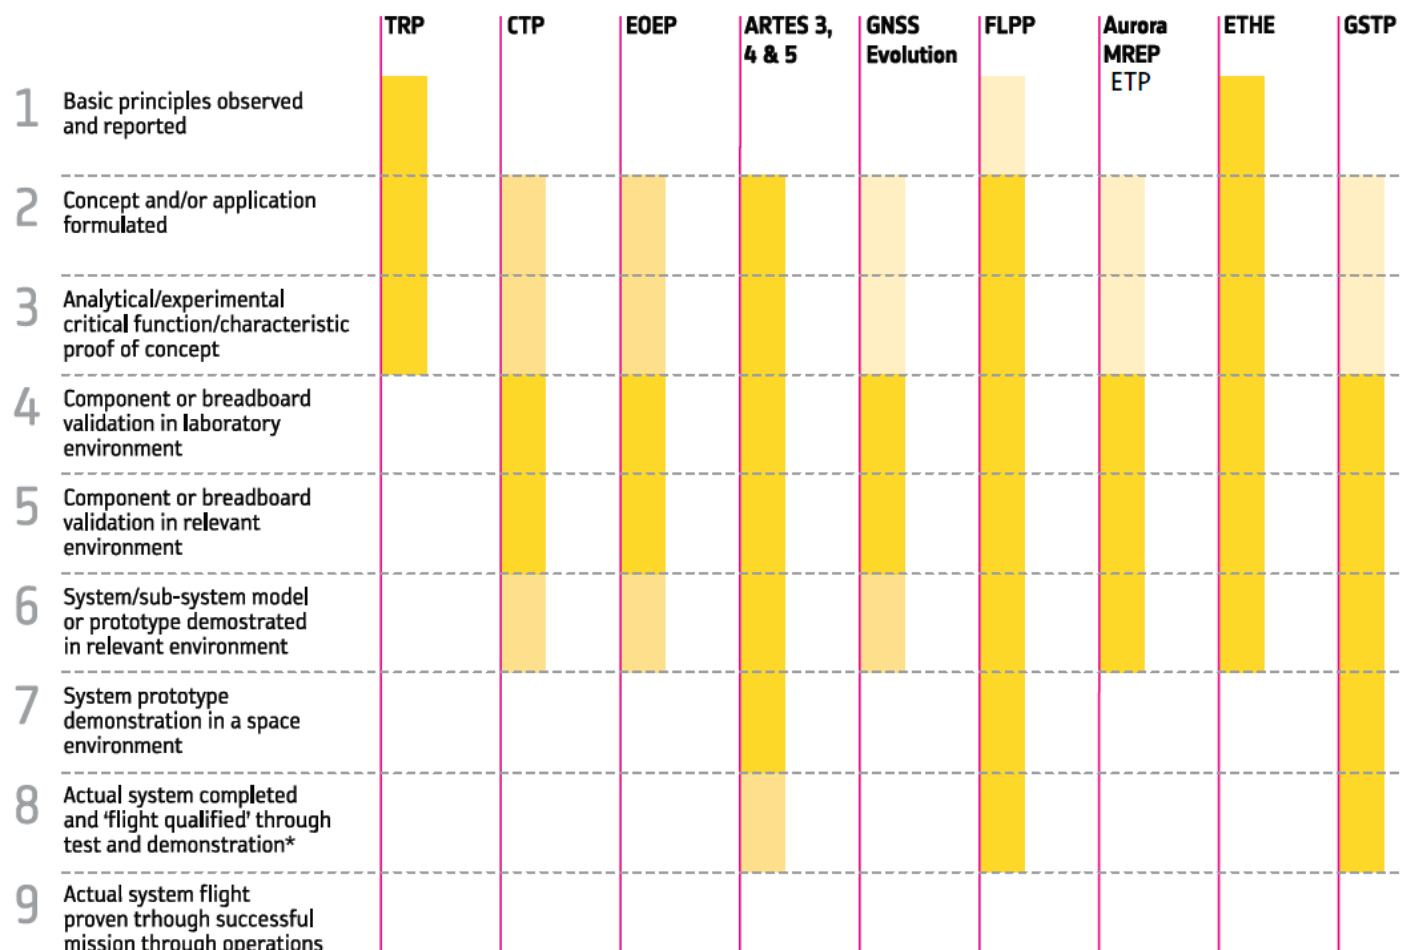 TRP
CTP
EOEP
ARTES 3,
4 & 5
GNSS
Evolution
FLPP
Aurora
MREP
ETP
ETHE
GSTP
1
Basic principles observed
and reported
2
Concept and/or application
formulated
3
Analytical/experimental
critical function/characteristic
proof of concept
4
Component or breadboard
validation in laboratory
environment
5
Component or breadboard
validation in relevant
environment
6
System/sub-system model
or prototype demostrated
in relevant environment
7
System prototype
demonstration in a space
environment
8
Actual system completed
and ‘flight qualified’ through
test and demonstration*
9
Actual system flight
proven trhough successful
mission through operations